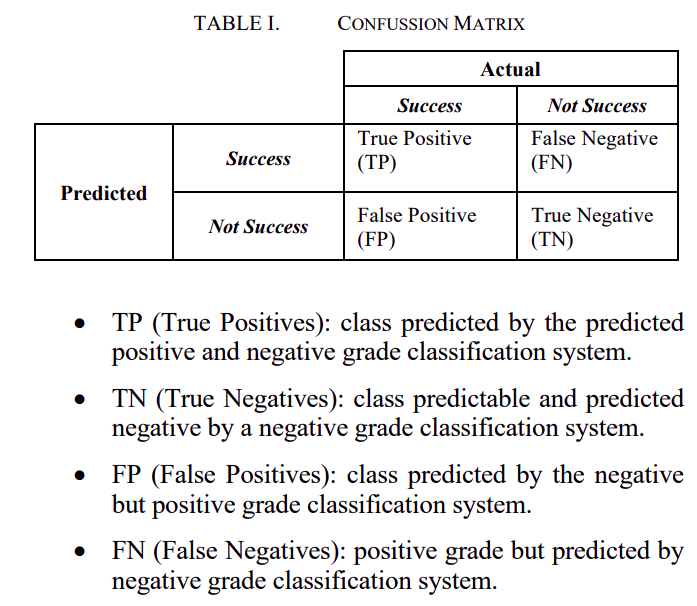 TABLE I. CONFUSSION MATRIX
Actual
Success Not Success
Predicted
Success
True Positive
(TP)
False Negative
(FN)
Not Success
False Positive
(FP)
True Negative
(TN)
• TP (True Positives): class predicted by the predicted
positive and negative grade classification system.
• TN (True Negatives): class predictable and predicted
negative by a negative grade classification system.
• FP (False Positives): class predicted by the negative
but positive grade classification system.
• FN (False Negatives): positive grade but predicted by
negative grade classification system.